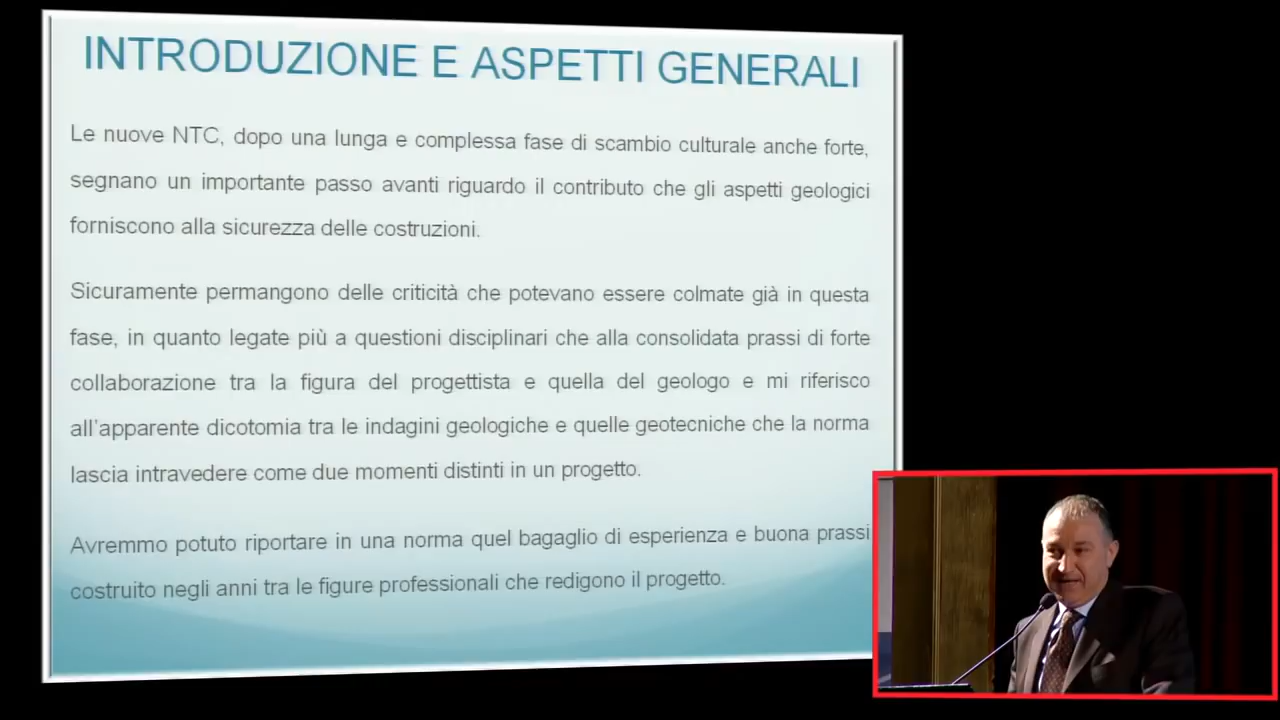 INTRODUZIONE E ASPETTI GENERALI
Le nuove NTC, dopo una lunga e complessa fase di scambio culturale anche forte,
segnano un importante passo avanti riguardo il contributo che gli aspetti geologici
forniscono alla sicurezza delle costruzioni.
Sicuramente permangono delle criticità che potevano essere colmate già in questa
fase, in quanto legate più a questioni disciplinari che alla consolidata prassi di forte
collaborazione tra la figura del progettista e quella del geologo e mi riferisco
all'apparente dicotomia tra le indagini geologiche e quelle geotecniche che la norma
lascia intravedere come due momenti distinti in un progetto.
Avremmo potuto riportare in una norma quel bagaglio di esperienza e buona prassi
costruito negli anni tra le figure professionali che redigono il progetto.